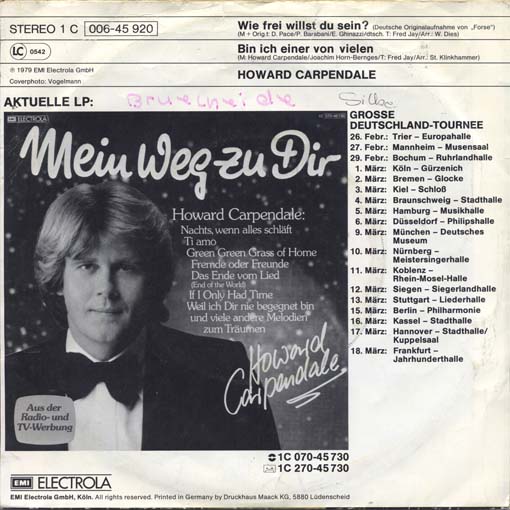 STEREO 1 C 006-45 920
LC 0542
℗ 1979 EMI Electrola GmbH
Coverphoto: Vogelmann
Wie frei willst du sein? (Deutsche Originalaufnahme von „Forse“)
(M + Orig.t: D. Pace/P. Barabani/E. Ghinazzi/dtsch. T: Fred Jay/Arr.: W. Dies)
Bin ich einer von vielen
(M: Howard Carpendale/Joachim Horn-Bernges/T: Fred Jay/Arr.: St. Klinkhammer)
HOWARD CARPENDALE
AKTUELLE LP:
EMI ELECTROLA
1C 070-45 730
Mein Weg zu Dir
Howard Carpendale:
Nachts, wenn alles schläft
Ti amo
Green Green Grass of Home
Fremde oder Freunde
Das Ende vom Lied
(End of the World)
If I Only Had Time
Weil ich Dir nie begegnet bin
und viele andere Melodien
zum Träumen
Howard
Carpendale
Aus der
Radio- und
TV-Werbung
1C 070-45 730
1C 270-45 730
GROSSE
DEUTSCHLAND-TOURNEE
26. Febr.: Trier – Europahalle
27. Febr.: Mannheim – Musensaal
29. Febr.: Bochum – Ruhrlandhalle
1. März: Köln – Gürzenich
2. März: Bremen – Glocke
3. März: Kiel – Schloß
4. März: Braunschweig – Stadthalle
5. März: Hamburg – Musikhalle
6. März: Düsseldorf – Philipshalle
9. März: München – Deutsches
Museum
10. März: Nürnberg –
Meistersingerhalle
11. März: Koblenz –
Rhein-Mosel-Halle
12. März: Siegen – Siegerlandhalle
13. März: Stuttgart – Liederhalle
15. März: Berlin – Philharmonie
16. März: Kassel – Stadthalle
17. März: Hannover – Stadthalle/
Kuppelsaal
18. März: Frankfurt –
Jahrhunderthalle
EMI ELECTROLA
EMI Electrola GmbH, Köln. All rights reserved. Printed in Germany by Druckhaus Maack KG, 5880 Lüdenscheid